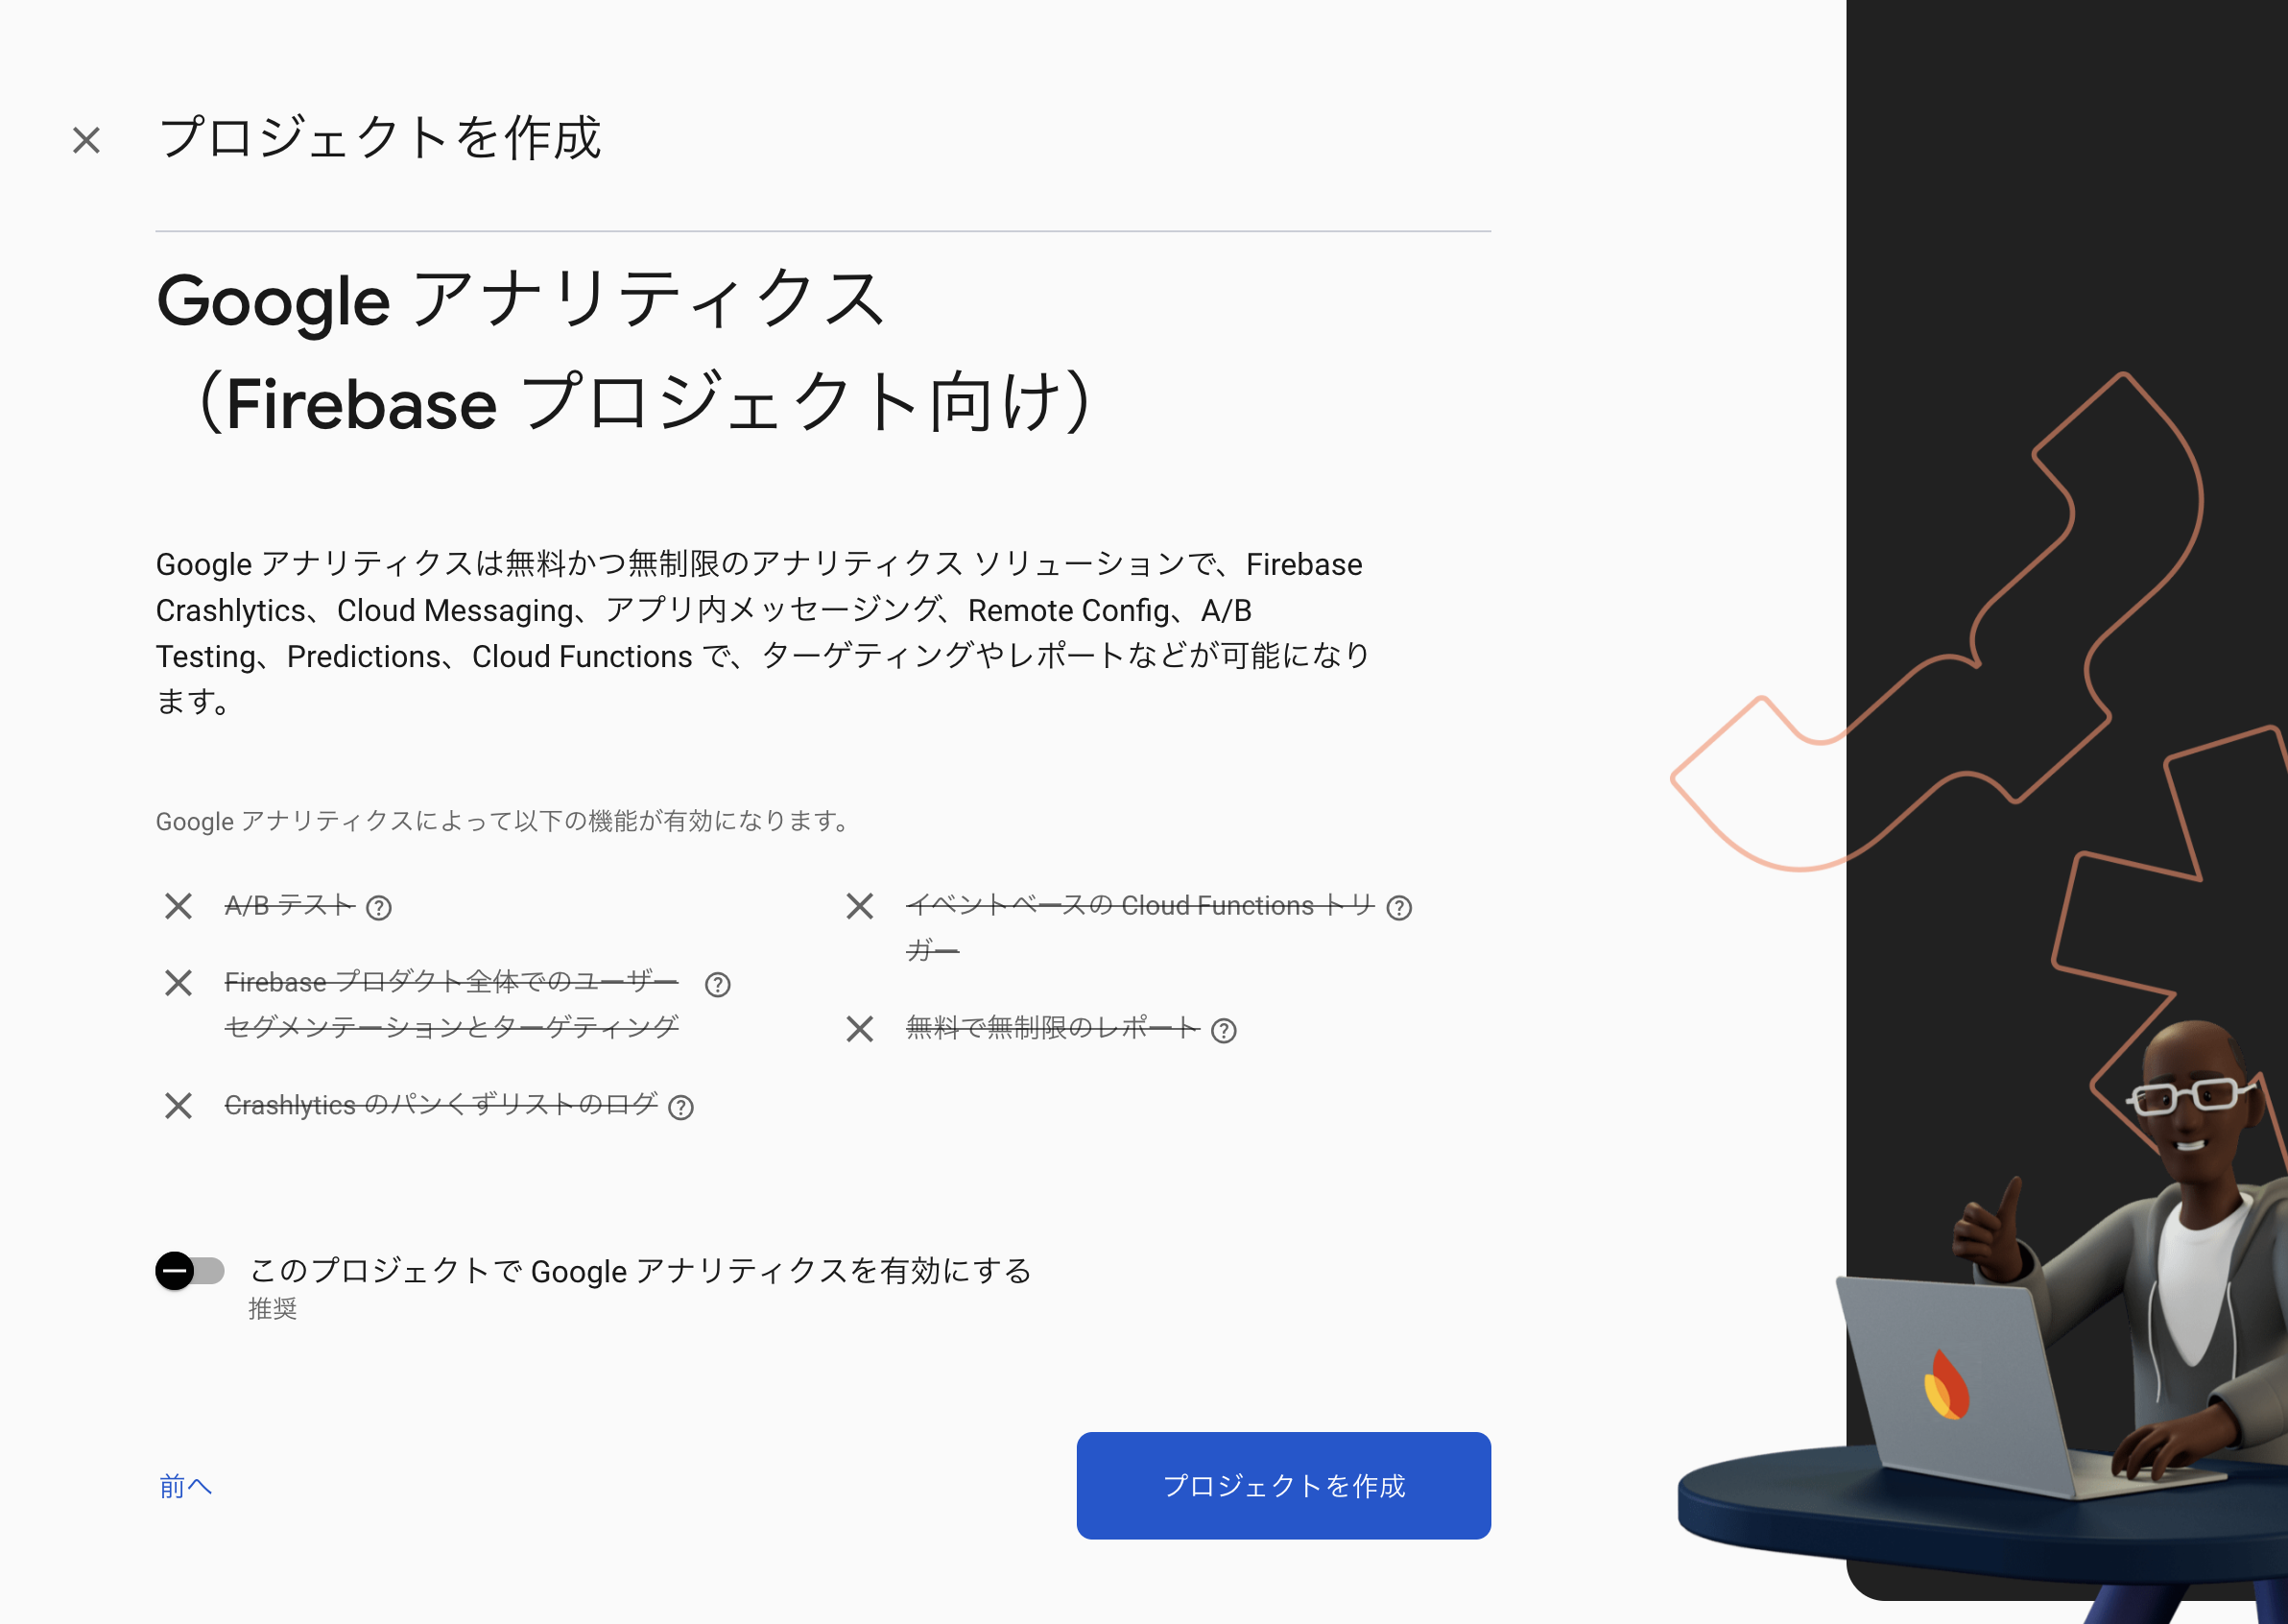 プロジェクトを作成
Google アナリティクス
（Firebase プロジェクト向け）
Google アナリティクスは無料かつ無制限のアナリティクス ソリューションで、Firebase
Crashlytics、Cloud Messaging、アプリ内メッセージング、Remote Config、A/B
Testing、Predictions、Cloud Functions で、ターゲティングやレポートなどが可能になり
ます。
Google アナリティクスによって以下の機能が有効になります。
A/B テスト
Firebase プロダクト全体でのユーザー
セグメンテーションとターゲティング
Crashlytics のパンくずリストのログ
イベントベースの Cloud Functions トリ
ガー
無料で無制限のレポート
このプロジェクトで Google アナリティクスを有効にする
推奨
前へ
プロジェクトを作成